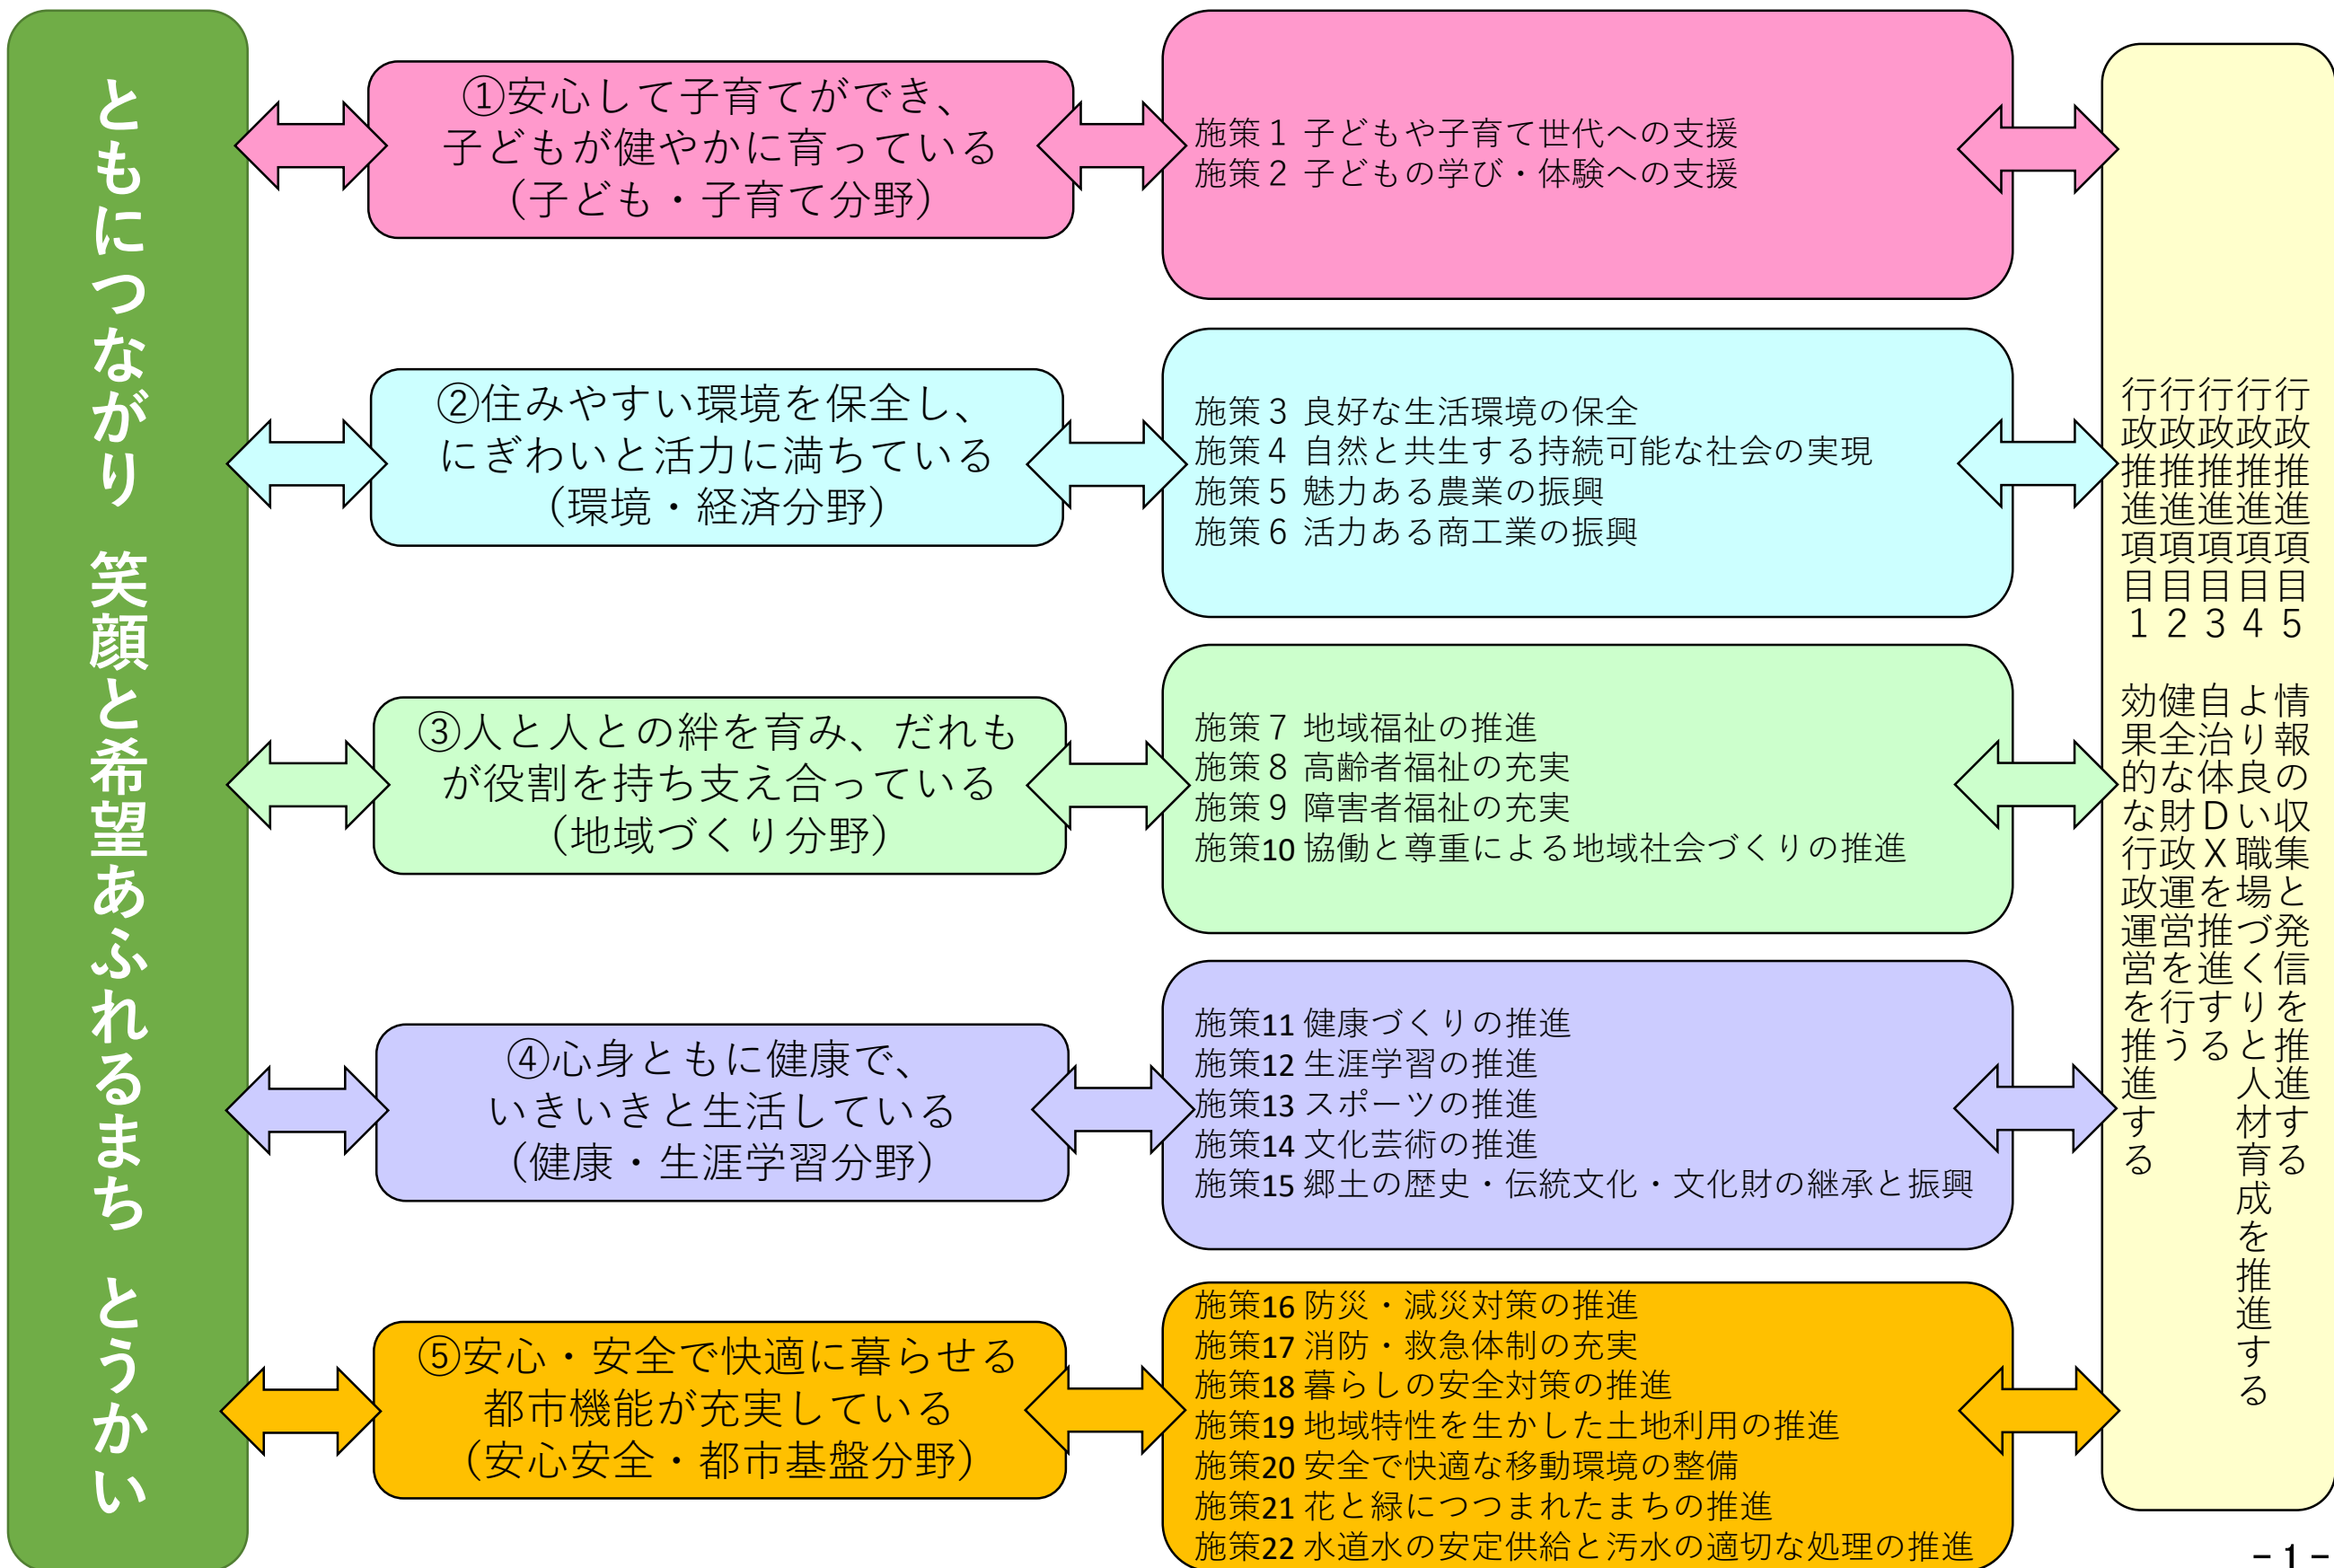 ともにつながり 笑顔と希望あふれるまち とうかい
①安心して子育てができ、
子どもが健やかに育っている
（子ども・子育て分野）
施策１ 子どもや子育て世代への支援
施策２ 子どもの学び・体験への支援
②住みやすい環境を保全し、
にぎわいと活力に満ちている
（環境・経済分野）
施策３ 良好な生活環境の保全
施策４ 自然と共生する持続可能な社会の実現
施策５ 魅力ある農業の振興
施策６ 活力ある商工業の振興
③人と人との絆を育み、だれも
が役割を持ち支え合っている
（地域づくり分野）
施策７ 地域福祉の推進
施策８ 高齢者福祉の充実
施策９ 障害者福祉の充実
施策10 協働と尊重による地域社会づくりの推進
④心身ともに健康で、
いきいきと生活している
（健康・生涯学習分野）
施策11 健康づくりの推進
施策12 生涯学習の推進
施策13 スポーツの推進
施策14 文化芸術の推進
施策15 郷土の歴史・伝統文化・文化財の継承と振興
⑤安心・安全で快適に暮らせる
都市機能が充実している
（安心安全・都市基盤分野）
施策16 防災・減災対策の推進
施策17 消防・救急体制の充実
施策18 暮らしの安全対策の推進
施策19 地域特性を生かした土地利用の推進
施策20 安全で快適な移動環境の整備
施策21 花と緑につつまれたまちの推進
施策22 水道水の安定供給と汚水の適切な処理の推進
行政推進項目５ 情報の収集と発信を推進する
行政推進項目４ より良い職場づくりと人材育成を推進する
行政推進項目３ 自治体ＤＸを推進する
行政推進項目２ 健全な財政運営を行う
行政推進項目１ 効果的な行政運営を推進する
-1-